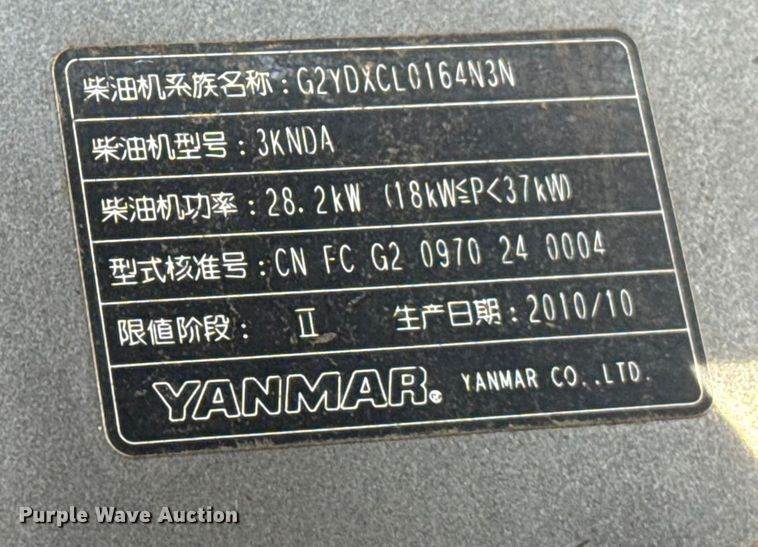 柴油机系族名称：G2YDXCL0164N3N
柴油机型号：3KNDA
柴油机功率：28.2kW (18kW≦P<37kW)
型式核准号：CN FC G2 0970 24 0004
限值阶段： Ⅱ 生产日期：2010/10
YANMAR® YANMAR CO.,LTD.
Purple Wave Auction